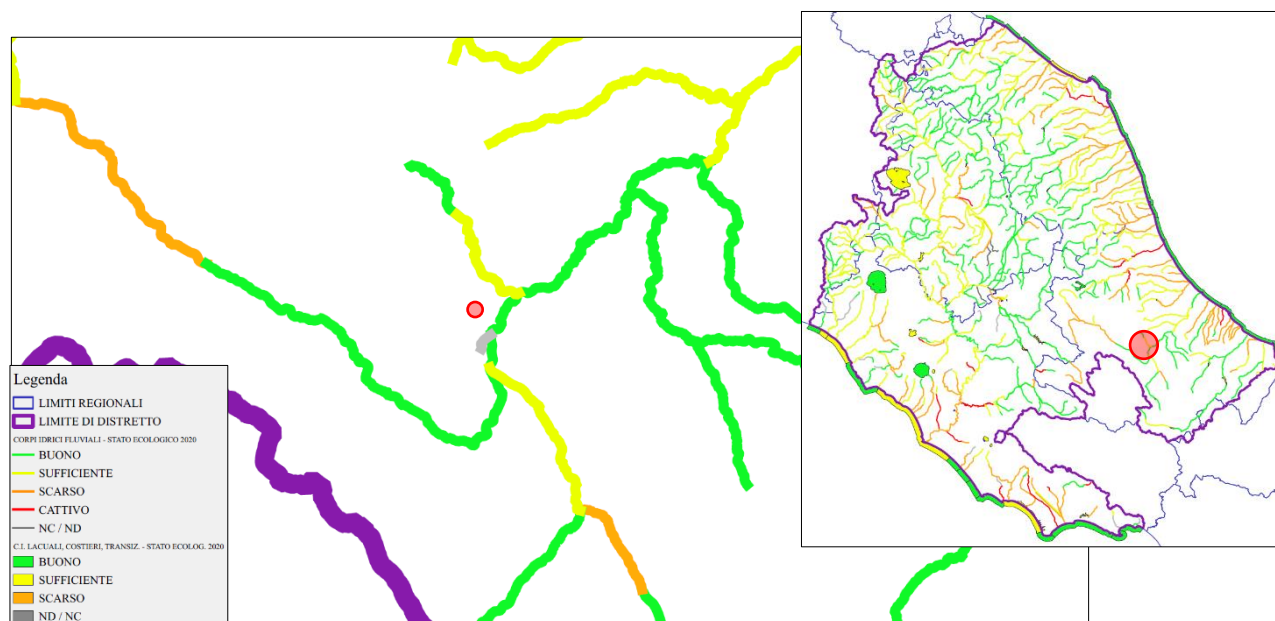 Legenda
LIMITI REGIONALI
LIMITE DI DISTRETTO
CORPI IDRICI FLUVIALI - STATO ECOLOGICO 2020
BUONO
SUFFICIENTE
SCARSO
CATTIVO
NC / ND
C.I. LACUALI, COSTIERI, TRANSIZ. - STATO ECOLOG. 2020
BUONO
SUFFICIENTE
SCARSO
ND / NC